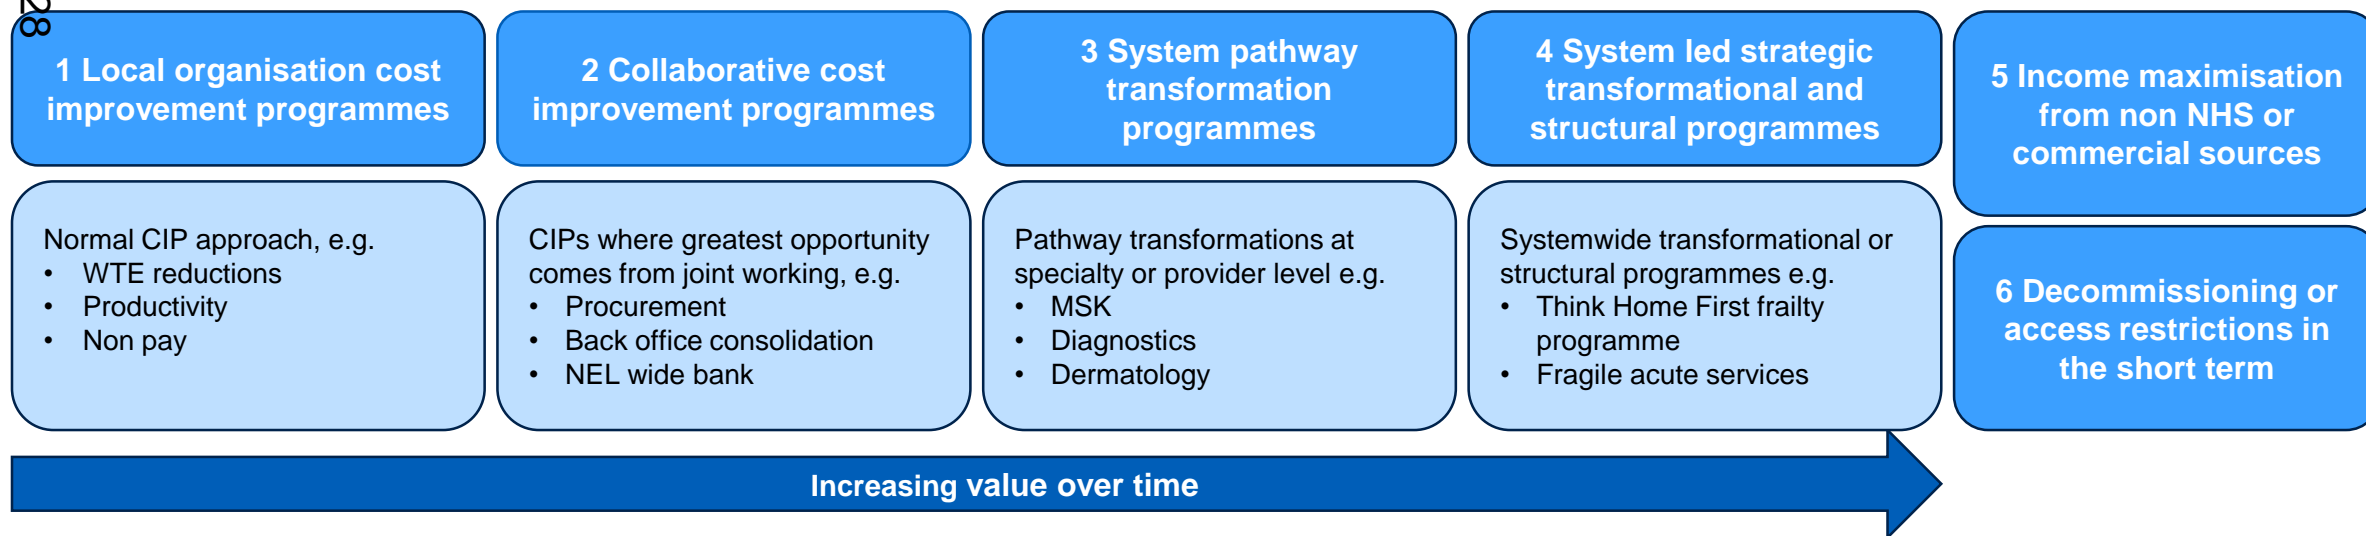 28
1 Local organisation cost
improvement programmes
2 Collaborative cost
improvement programmes
3 System pathway
transformation
programmes
4 System led strategic
transformational and
structural programmes
5 Income maximisation
from non NHS or
commercial sources
Normal CIP approach, e.g.
• WTE reductions
• Productivity
• Non pay
CIPs where greatest opportunity
comes from joint working, e.g.
• Procurement
• Back office consolidation
• NEL wide bank
Pathway transformations at
specialty or provider level e.g.
• MSK
• Diagnostics
• Dermatology
Systemwide transformational or
structural programmes e.g.
• Think Home First frailty
programme
• Fragile acute services
6 Decommissioning or
access restrictions in
the short term
Increasing value over time